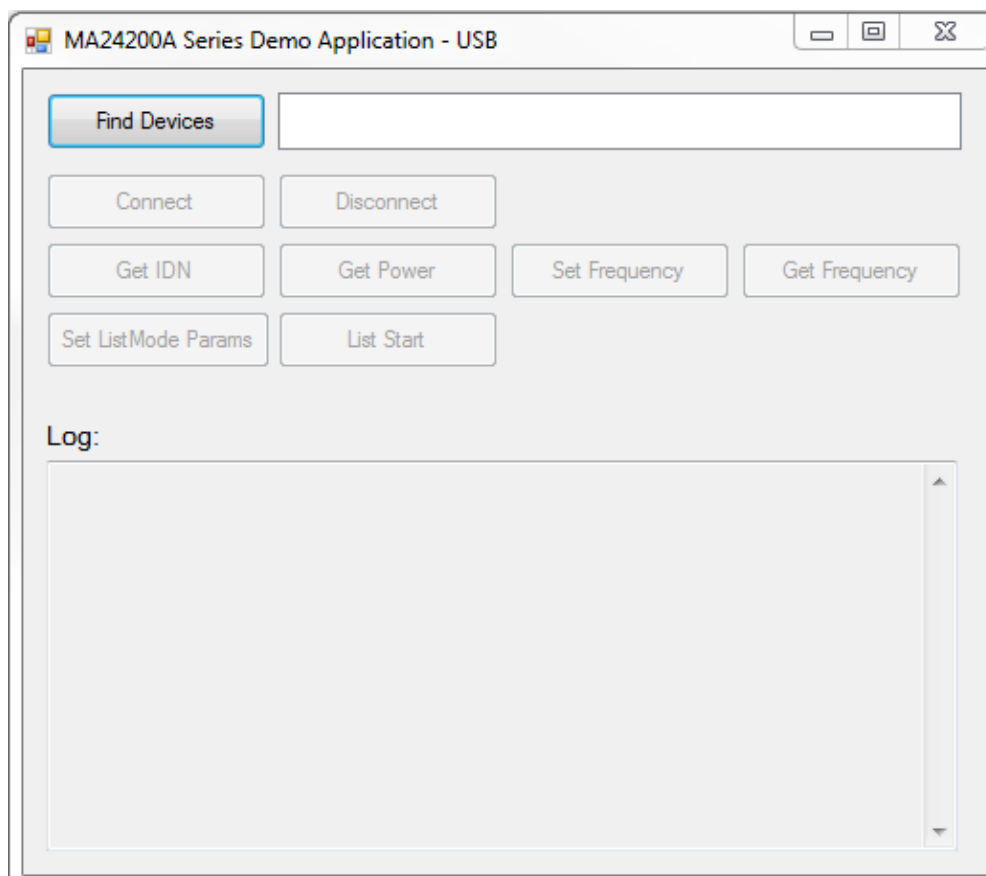 MA24200A Series Demo Application - USB
Find Devices
Connect Disconnect
Get IDN Get Power Set Frequency Get Frequency
Set ListMode Params List Start
Log: